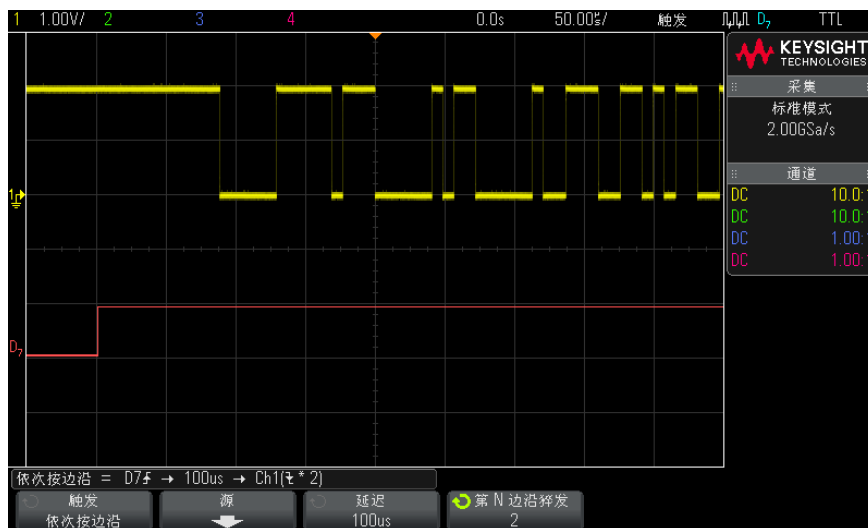 1 1.00V/ 2 3 4 0.0s 50.00㎲/ 触发 D7 TTL
KEYSIGHT
TECHNOLOGIES
采集
标准模式
2.00GSa/s
通道
DC 10.0:
DC 10.0:
DC 1.00:
DC 1.00:
1
D7
依次按边沿 = D7 → 100us → Ch1( * 2)
触发 源 延迟 第 N 边沿猝发
依次按边沿 100us 2